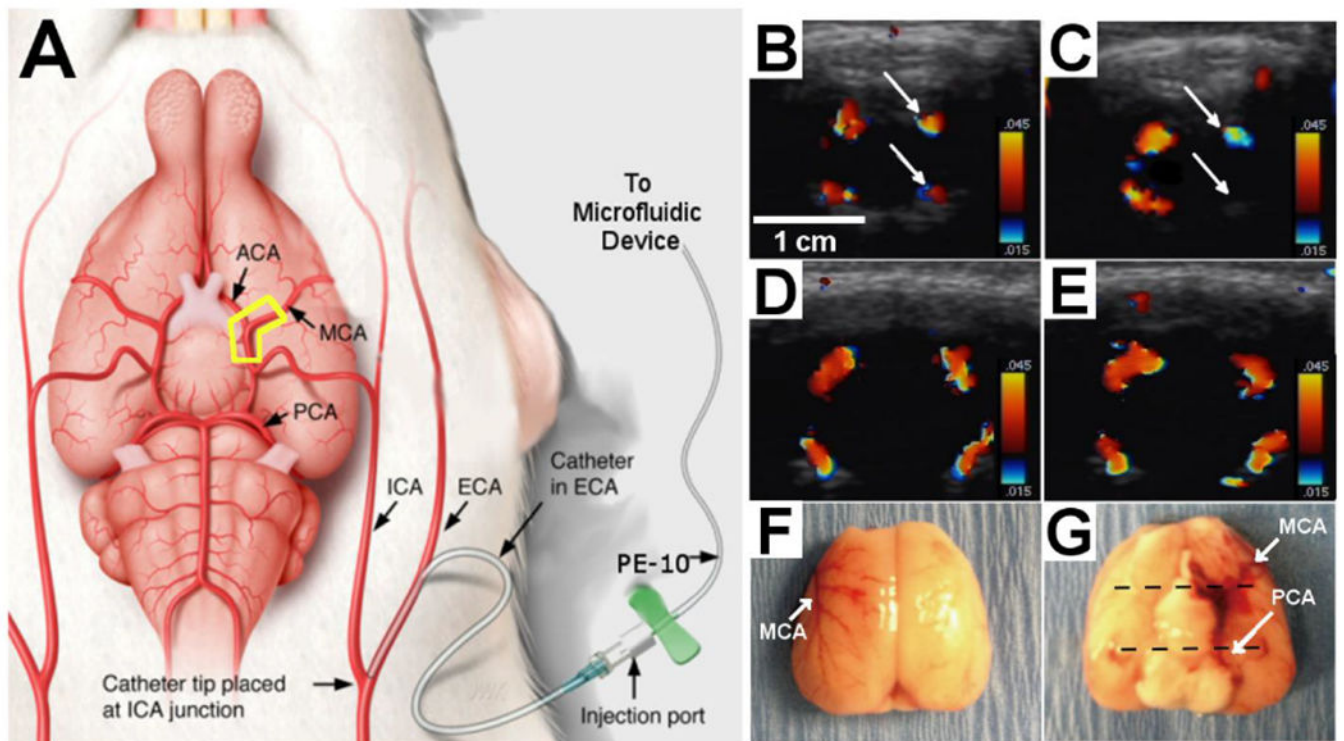 A
To
Microfluidic
Device
ACA
MCA
PCA
ICA
ECA
Catheter
in ECA
PE-10
Catheter tip placed
at ICA junction
Injection port
B
.045
.015
1 cm
C
.045
.015
D
.045
.015
E
.045
.015
F
MCA
G
MCA
PCA